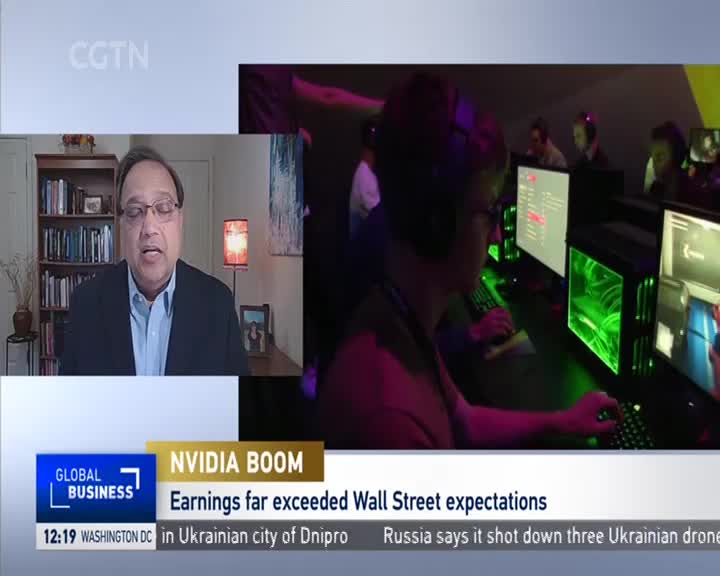 CGTN
NVIDIA BOOM
GLOBAL
BUSINESS
Earnings far exceeded Wall Street expectations
12:19 WASHINGTON DC in Ukrainian city of Dnipro Russia says it shot down three Ukrainian drone